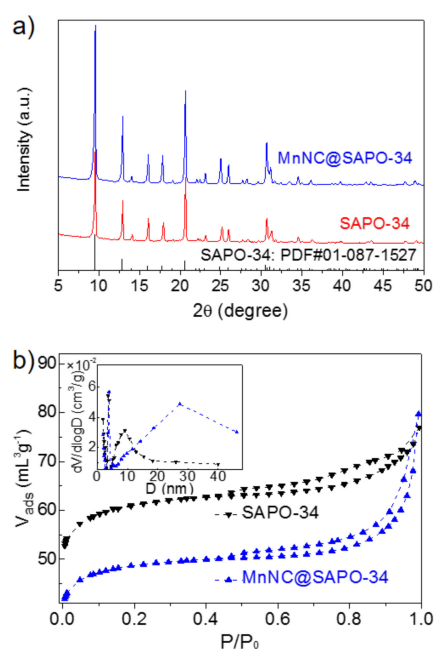 a)
Intensity (a.u.)
MnNC@SAPO-34
SAPO-34
SAPO-34: PDF#01-087-1527
5 10 15 20 25 30 35 40 45 50
2θ (degree)
b)
90
80
70
60
50
V_ads (mL³g⁻¹)
×10⁻²
8
6
4
2
dV/dlogD (cm³/g)
0 10 20 30 40
D (nm)
SAPO-34
MnNC@SAPO-34
0.0 0.2 0.4 0.6 0.8 1.0
P/P₀